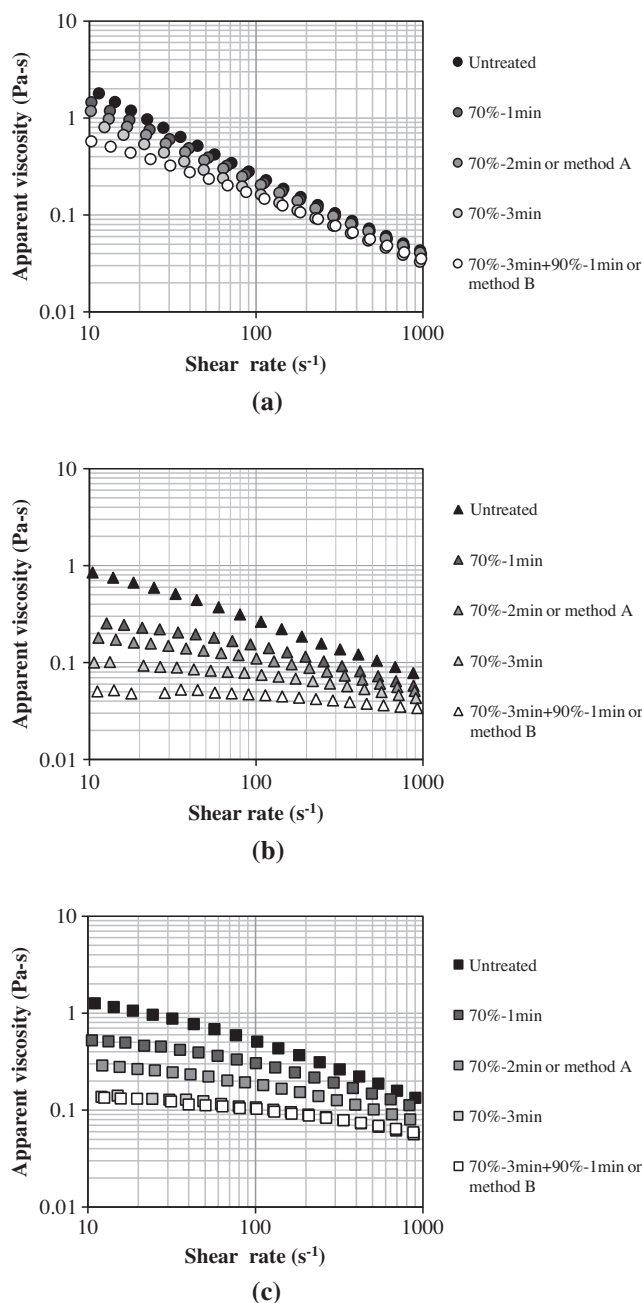 10
1
0.1
0.01
Apparent viscosity (Pa-s)
10
100
1000
Shear rate (s⁻¹)
Untreated
70%-1min
70%-2min or method A
70%-3min
70%-3min+90%-1min or
method B
(a)
10
1
0.1
0.01
Apparent viscosity (Pa-s)
10
100
1000
Shear rate (s⁻¹)
Untreated
70%-1min
70%-2min or method A
70%-3min
70%-3min+90%-1min or
method B
(b)
10
1
0.1
0.01
Apparent viscosity (Pa-s)
10
100
1000
Shear rate (s⁻¹)
Untreated
70%-1min
70%-2min or method A
70%-3min
70%-3min+90%-1min or
method B
(c)